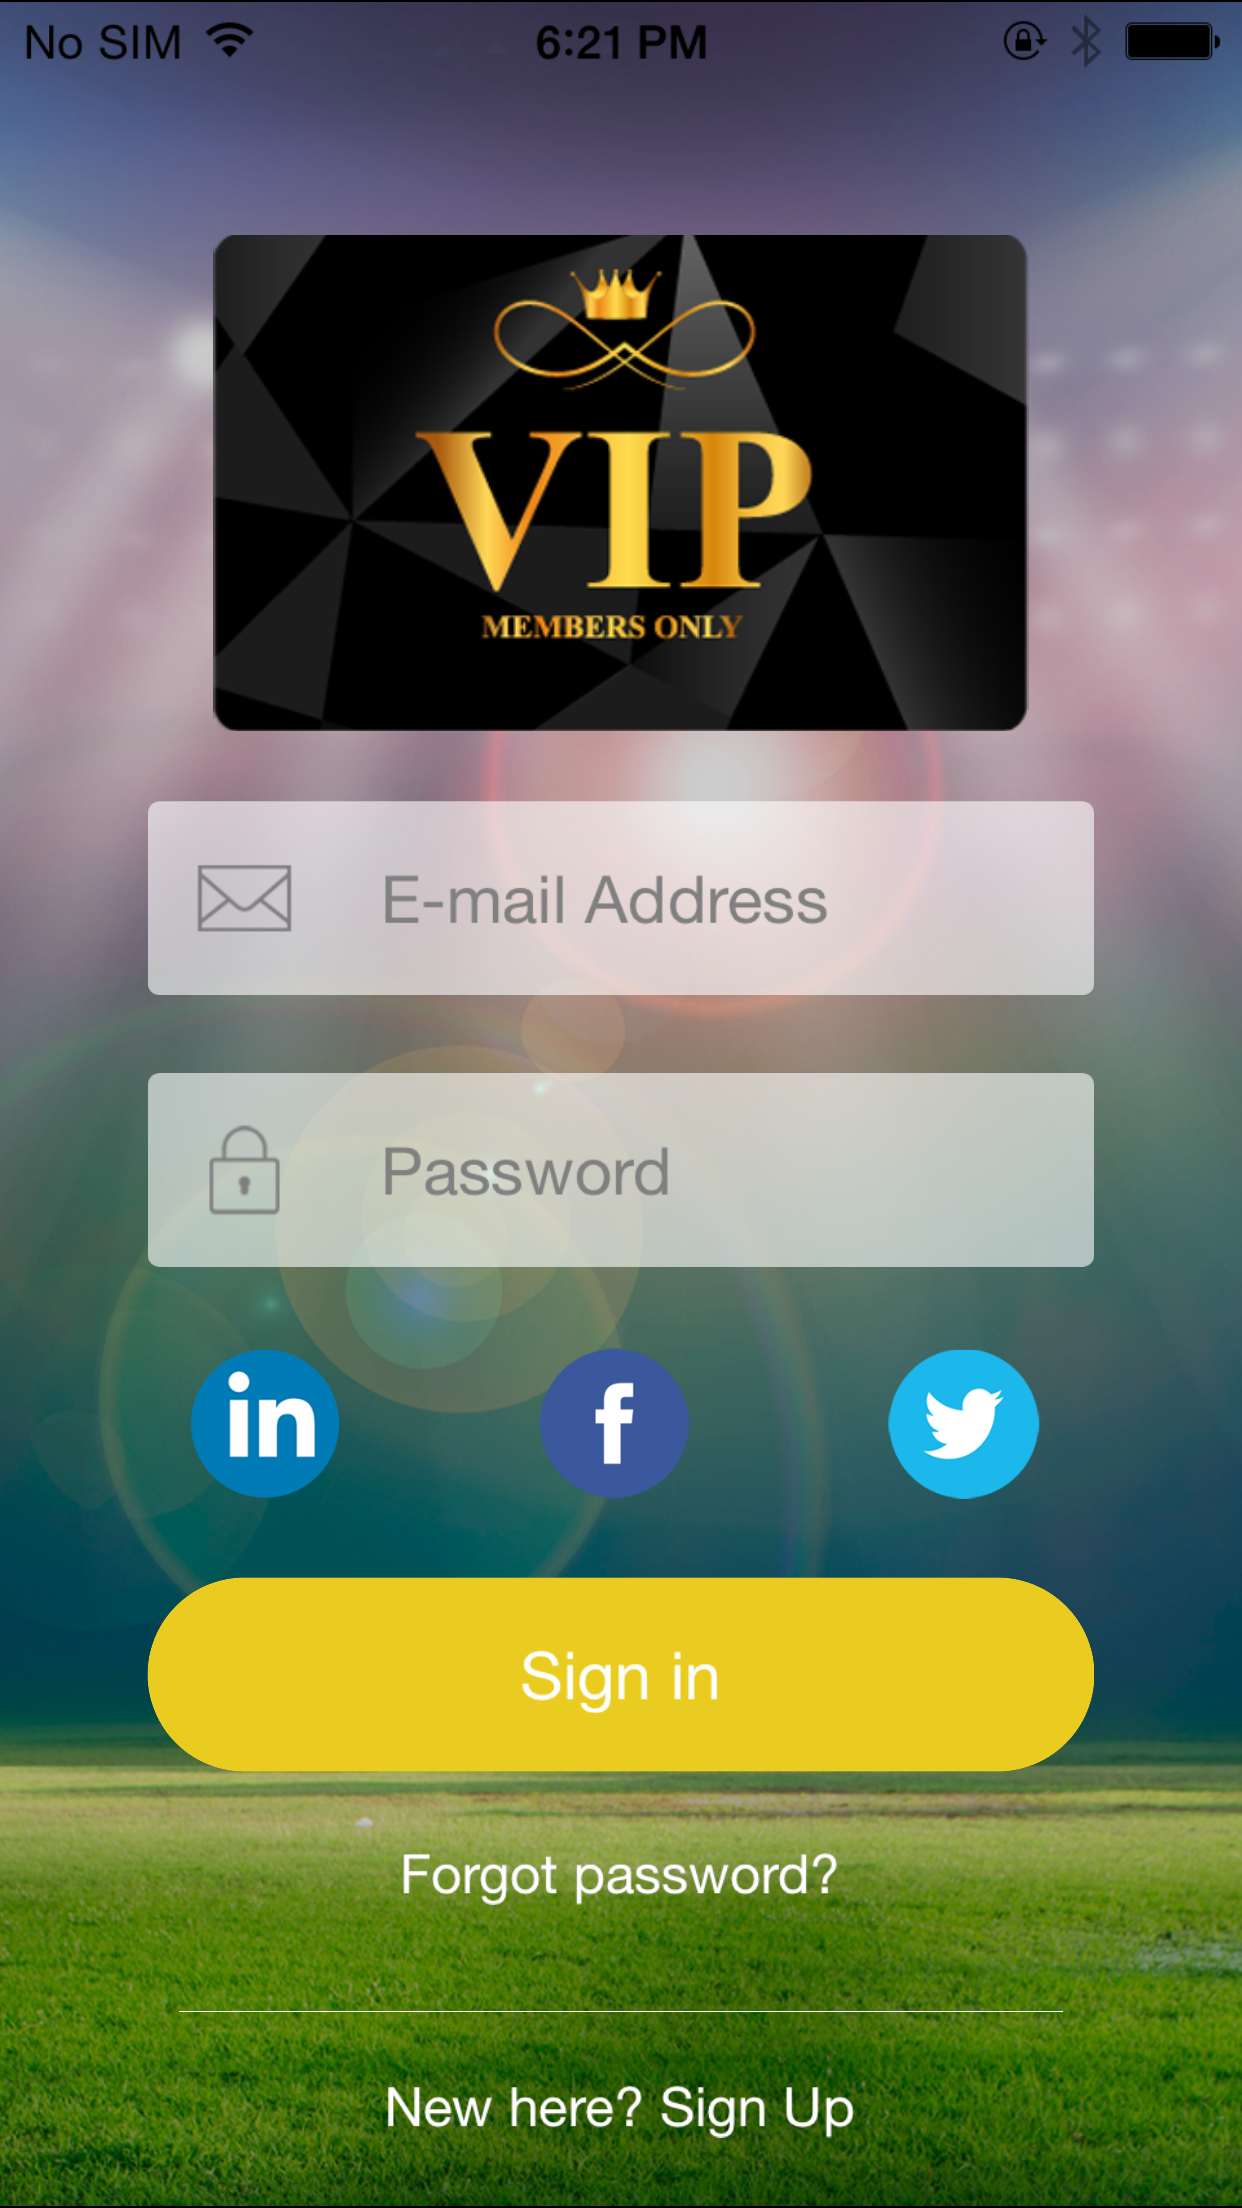 No SIM 6:21 PM
VIP
MEMBERS ONLY
E-mail Address
Password
in f
Sign in
Forgot password?
New here? Sign Up